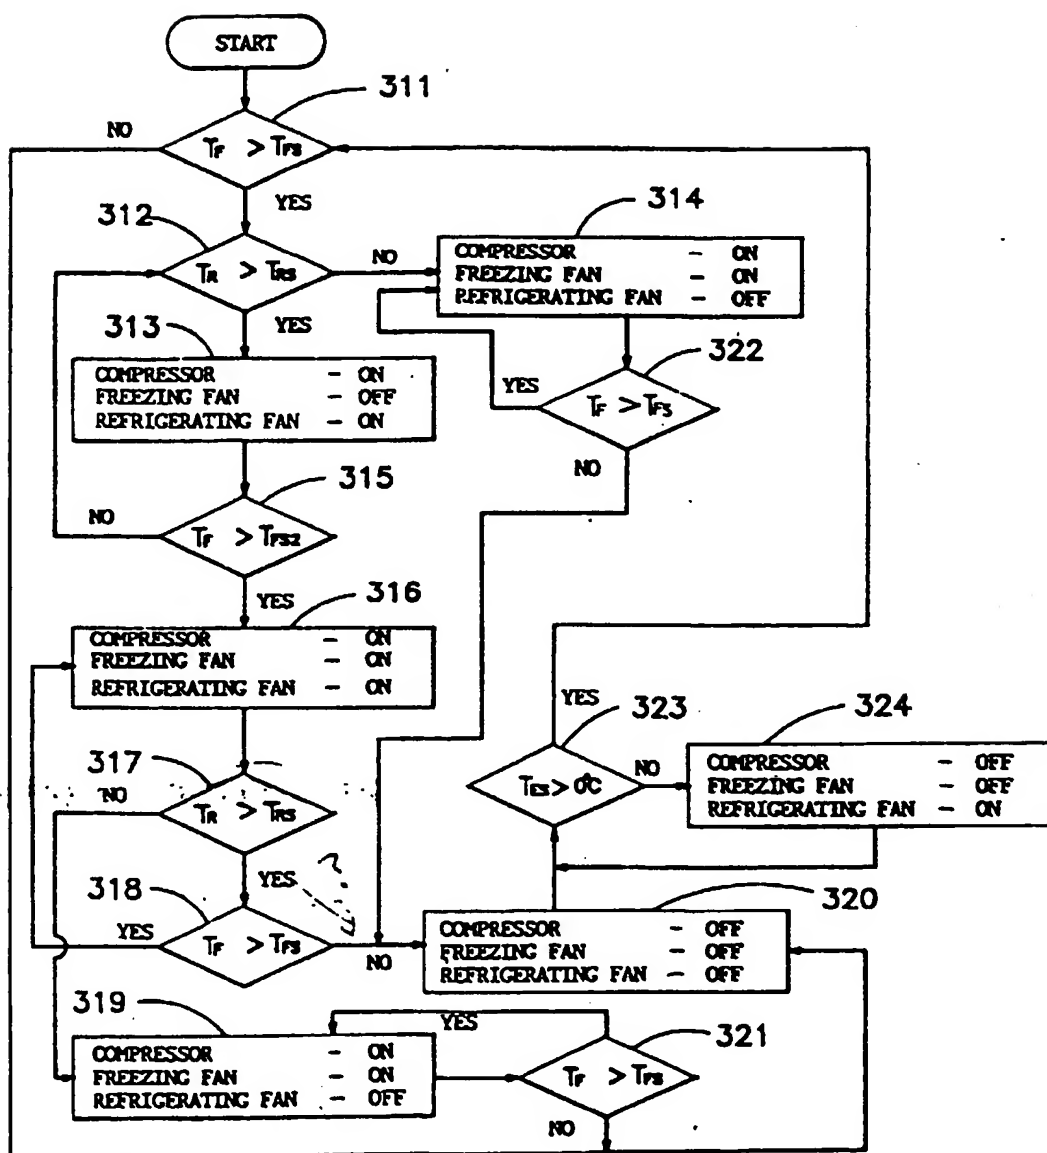 START
311
NO
TF > TFS
YES
312
314
TR > TRS
NO
COMPRESSOR - ON
FREEZING FAN - ON
REFRIGERATING FAN - OFF
313
YES
322
COMPRESSOR - ON
FREEZING FAN - OFF
REFRIGERATING FAN - ON
YES
TF > TFS
NO
315
NO
TF > TFS2
YES
316
COMPRESSOR - ON
FREEZING FAN - ON
REFRIGERATING FAN - ON
YES
323
324
317
NO
TR > TRS
TES > 0°C
NO
COMPRESSOR - OFF
FREEZING FAN - OFF
REFRIGERATING FAN - ON
318
YES
320
YES
TF > TFS
NO
COMPRESSOR - OFF
FREEZING FAN - OFF
REFRIGERATING FAN - OFF
319
YES
321
COMPRESSOR - ON
FREEZING FAN - ON
REFRIGERATING FAN - OFF
TF > TFS
NO